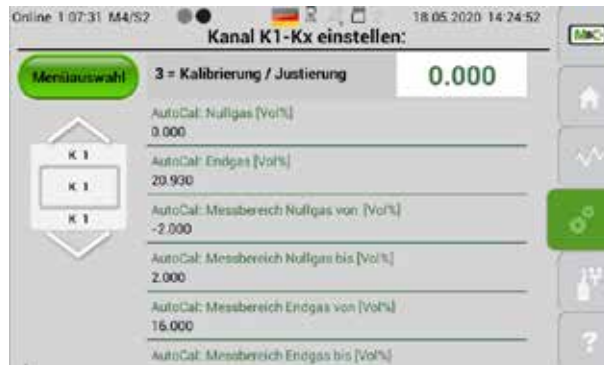 Online 1.07.31 M4/S2 18.05.2020 14:24:52
Kanal K1-Kx einstellen:
Menüauswahl
3 = Kalibrierung / Justierung 0.000
AutoCal: Nullgas [Vol%]
0.000
AutoCal: Endgas [Vol%]
20.930
AutoCal: Messbereich Nullgas von [Vol%]
-2.000
AutoCal: Messbereich Nullgas bis [Vol%]
2.000
AutoCal: Messbereich Endgas von [Vol%]
16.000
AutoCal: Messbereich Endgas bis [Vol%]
K 1
K 1
K 1
?